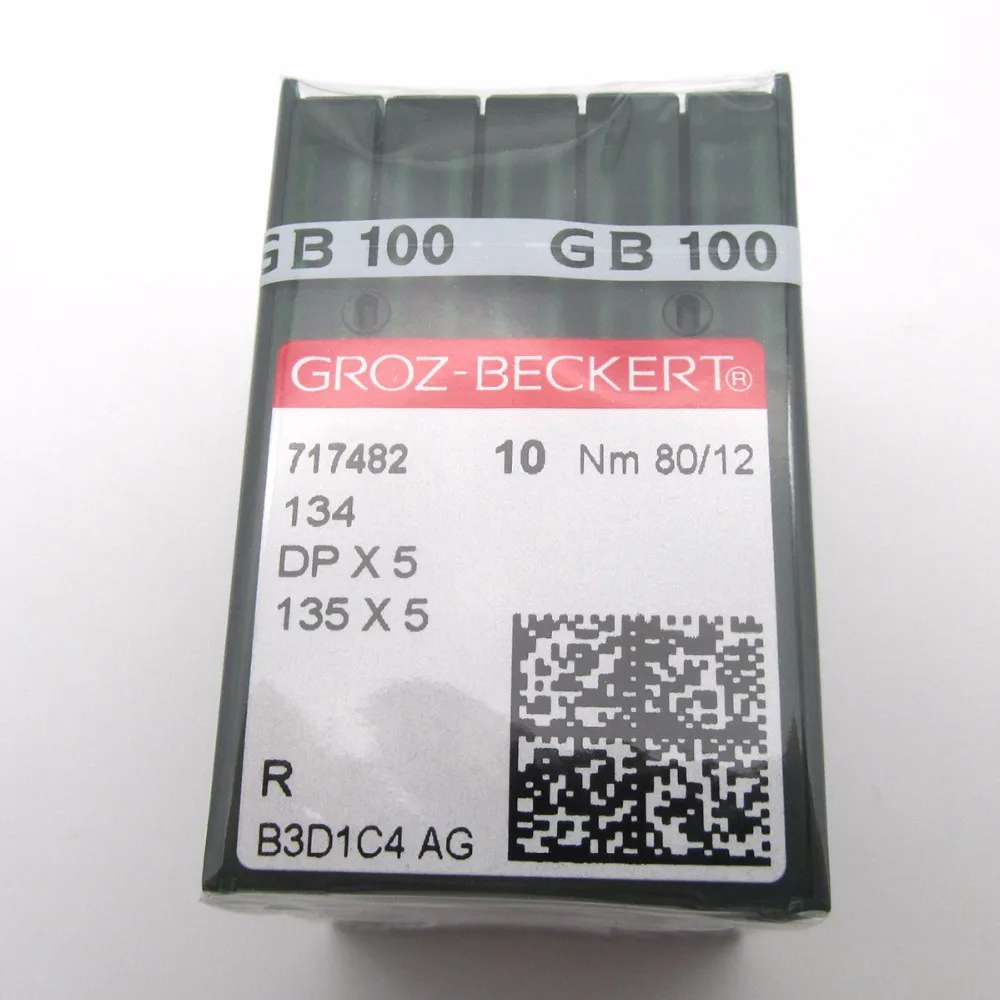 GB 100 GB 100
GROZ-BECKERT®
717482 10 Nm 80/12
134
DP X 5
135 X 5
R
B3D1C4 AG